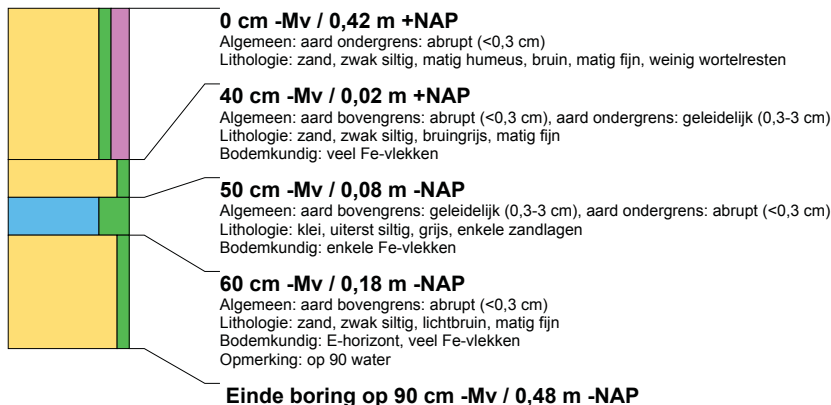 0 cm -Mv / 0,42 m +NAP
Algemeen: aard ondergrens: abrupt (<0,3 cm)
Lithologie: zand, zwak siltig, matig humeus, bruin, matig fijn, weinig wortelresten
40 cm -Mv / 0,02 m +NAP
Algemeen: aard bovengrens: abrupt (<0,3 cm), aard ondergrens: geleidelijk (0,3-3 cm)
Lithologie: zand, zwak siltig, bruingrijs, matig fijn
Bodemkundig: veel Fe-vlekken
50 cm -Mv / 0,08 m -NAP
Algemeen: aard bovengrens: geleidelijk (0,3-3 cm), aard ondergrens: abrupt (<0,3 cm)
Lithologie: klei, uiterst siltig, grijs, enkele zandlagen
Bodemkundig: enkele Fe-vlekken
60 cm -Mv / 0,18 m -NAP
Algemeen: aard bovengrens: abrupt (<0,3 cm)
Lithologie: zand, zwak siltig, lichtbruin, matig fijn
Bodemkundig: E-horizont, veel Fe-vlekken
Opmerking: op 90 water
Einde boring op 90 cm -Mv / 0,48 m -NAP